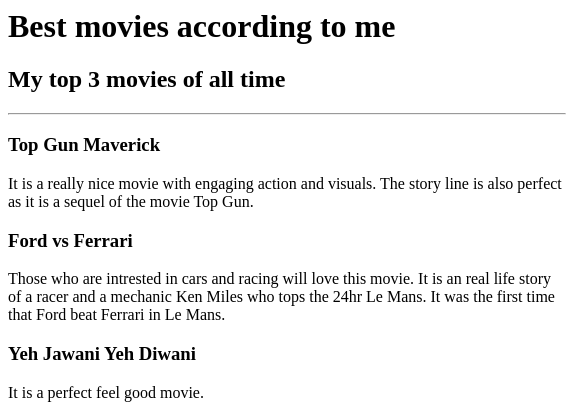 Best movies according to me
My top 3 movies of all time
Top Gun Maverick
It is a really nice movie with engaging action and visuals. The story line is also perfect
as it is a sequel of the movie Top Gun.
Ford vs Ferrari
Those who are intrested in cars and racing will love this movie. It is an real life story
of a racer and a mechanic Ken Miles who tops the 24hr Le Mans. It was the first time
that Ford beat Ferrari in Le Mans.
Yeh Jawani Yeh Diwani
It is a perfect feel good movie.